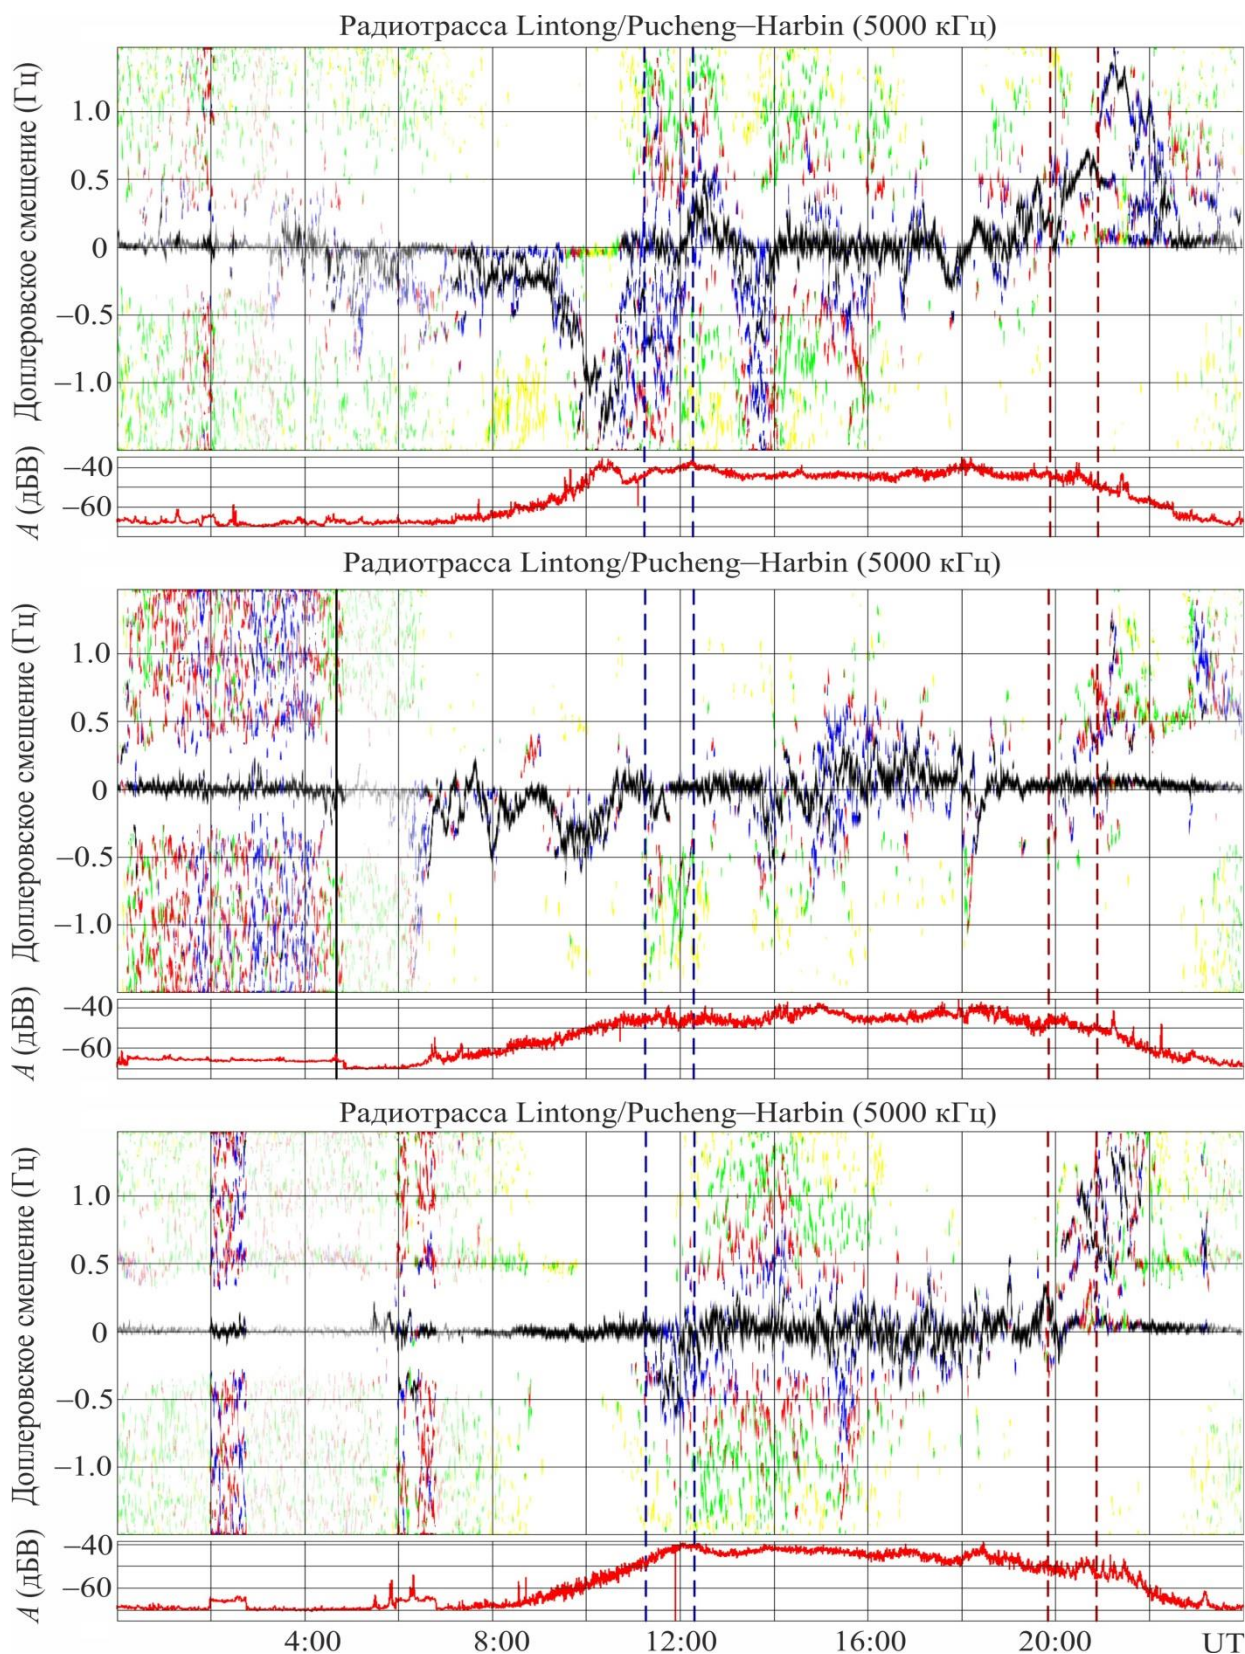 Радиотрасса Lintong/Pucheng–Harbin (5000 кГц)
Доплеровское смещение (Гц)
1.0
0.5
0
–0.5
–1.0
A (дБВ)
–40
–60
Радиотрасса Lintong/Pucheng–Harbin (5000 кГц)
Доплеровское смещение (Гц)
1.0
0.5
0
–0.5
–1.0
A (дБВ)
–40
–60
Радиотрасса Lintong/Pucheng–Harbin (5000 кГц)
Доплеровское смещение (Гц)
1.0
0.5
0
–0.5
–1.0
A (дБВ)
–40
–60
4:00 8:00 12:00 16:00 20:00 UT